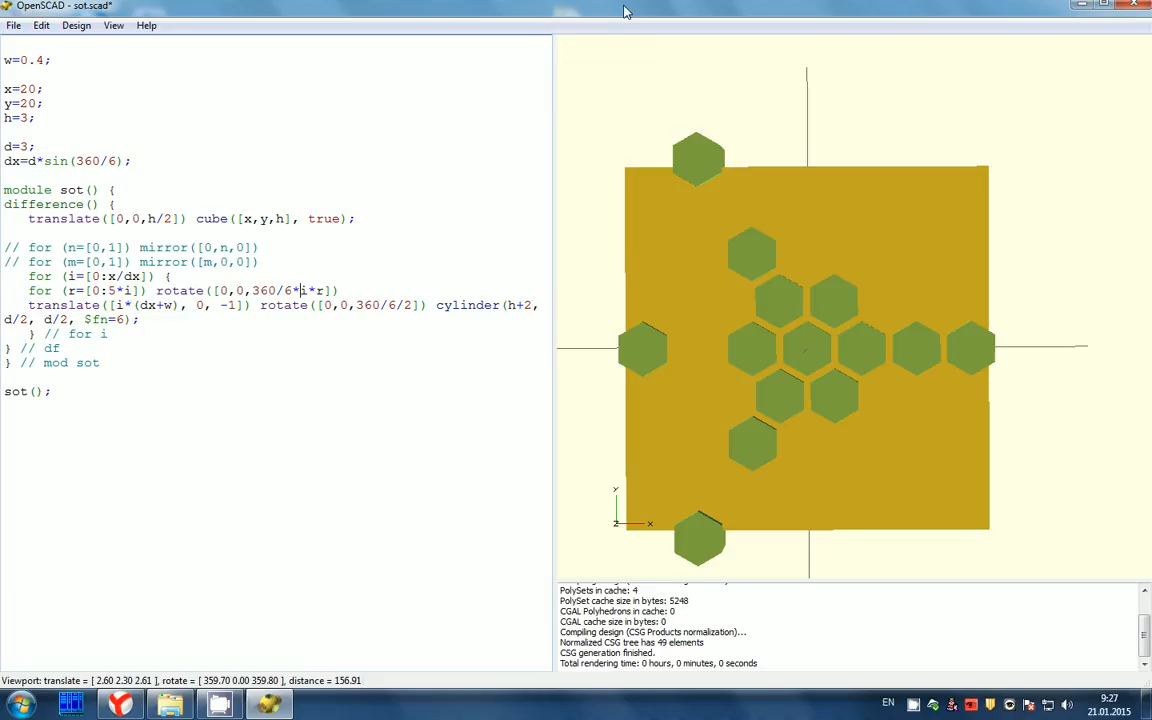 OpenSCAD - sot.scad*
File Edit Design View Help
w=0.4;
x=20;
y=20;
h=3;
d=3;
dx=d*sin(360/6);
module sot() {
difference() {
translate([0,0,h/2]) cube([x,y,h], true);
// for (n=[0,1]) mirror([0,n,0])
// for (m=[0,1]) mirror([m,0,0])
for (i=[0:x/dx]) {
for (r=[0:5*i]) rotate([0,0,360/6*i*r])
translate([i*(dx+w), 0, -1]) rotate([0,0,360/6/2]) cylinder(h+2,
d/2, d/2, $fn=6);
} // for i
} // df
} // mod sot
sot();
Y
Z X
PolySets in cache: 4
PolySet cache size in bytes: 5248
CGAL Polyhedrons in cache: 0
CGAL cache size in bytes: 0
Compiling design (CSG Products normalization)...
Normalized CSG tree has 49 elements
CSG generation finished.
Total rendering time: 0 hours, 0 minutes, 0 seconds
Viewport: translate = [ 2.60 2.30 2.61 ], rotate = [ 359.70 0.00 359.80 ], distance = 156.91
EN
9:27
21.01.2015